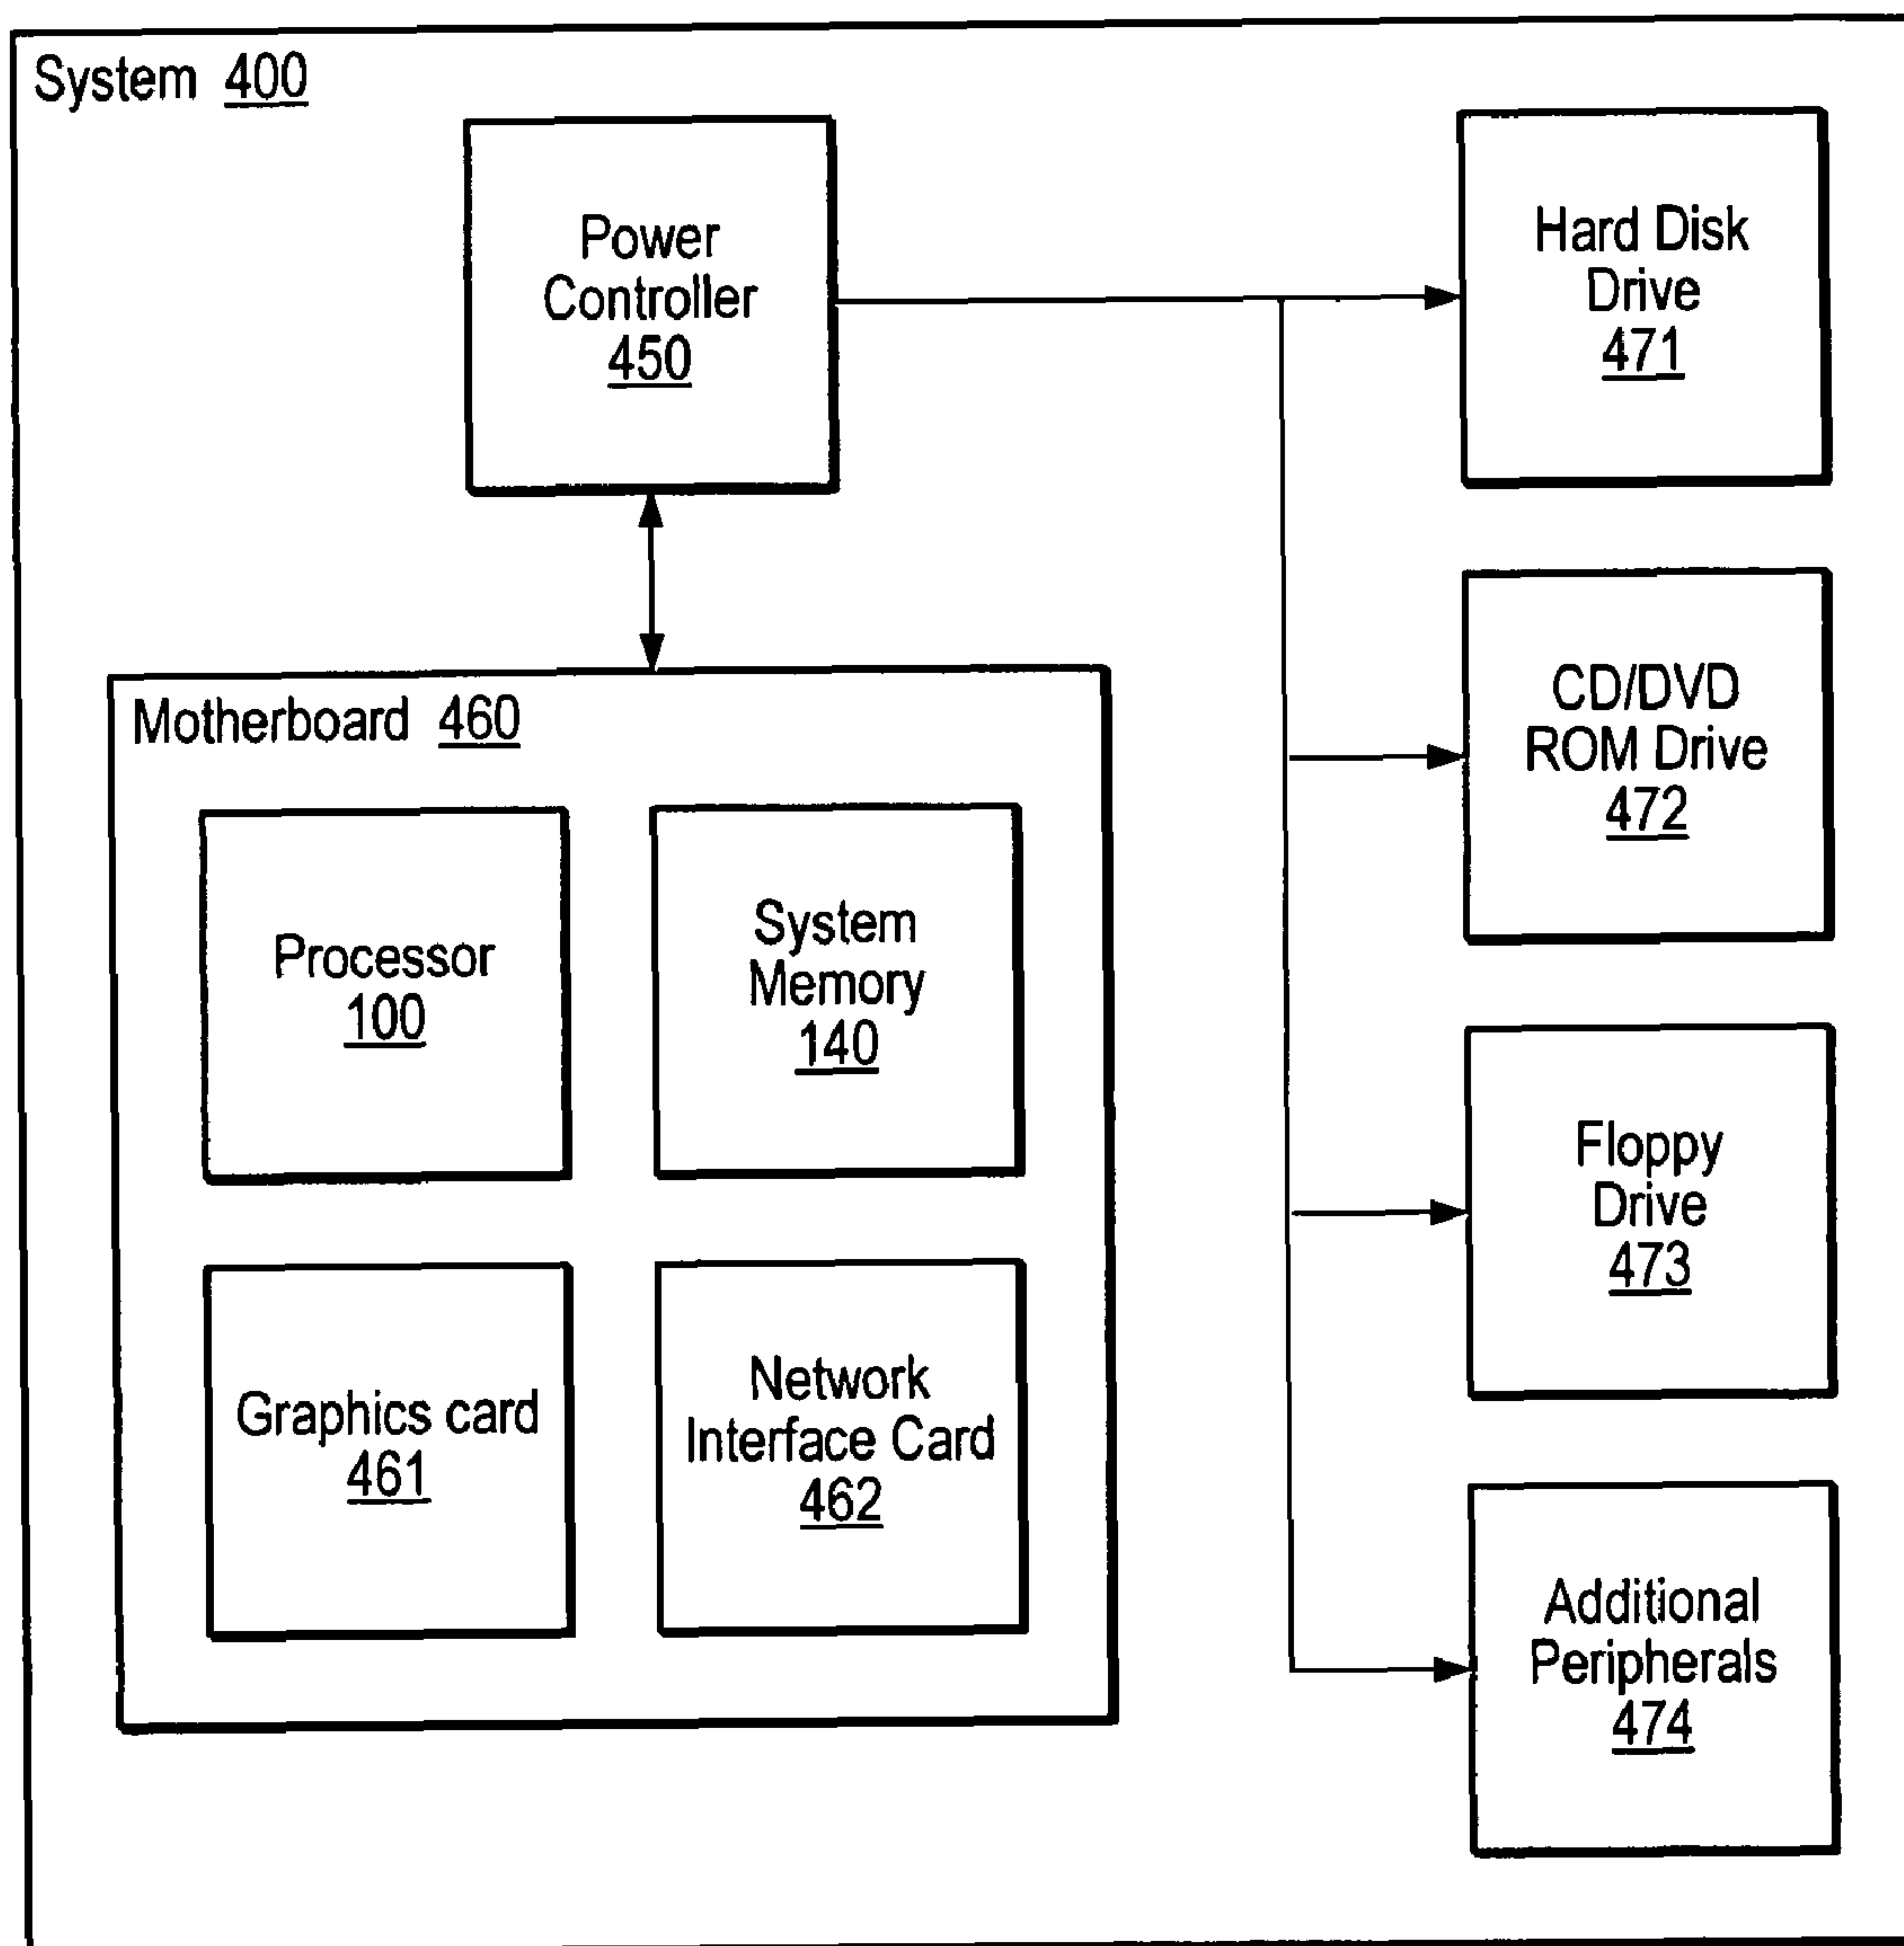 System 400
Power
Controller
450
Hard Disk
Drive
471
Motherboard 460
CD/DVD
ROM Drive
472
Processor
100
System
Memory
140
Floppy
Drive
473
Graphics card
461
Network
Interface Card
462
Additional
Peripherals
474